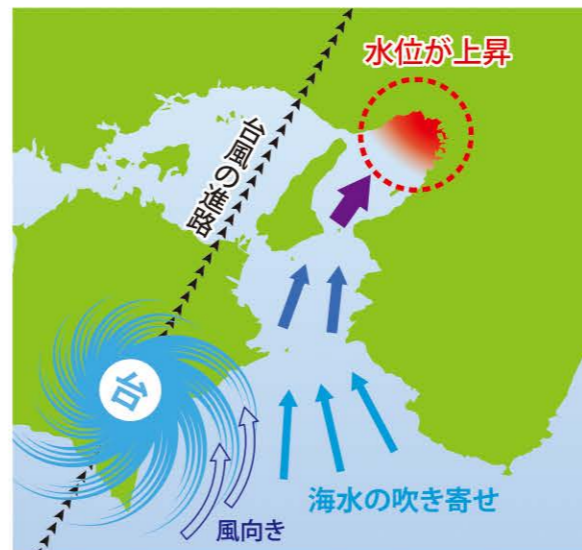 水位が上昇
台風の進路
台
風向き
海水の吹き寄せ